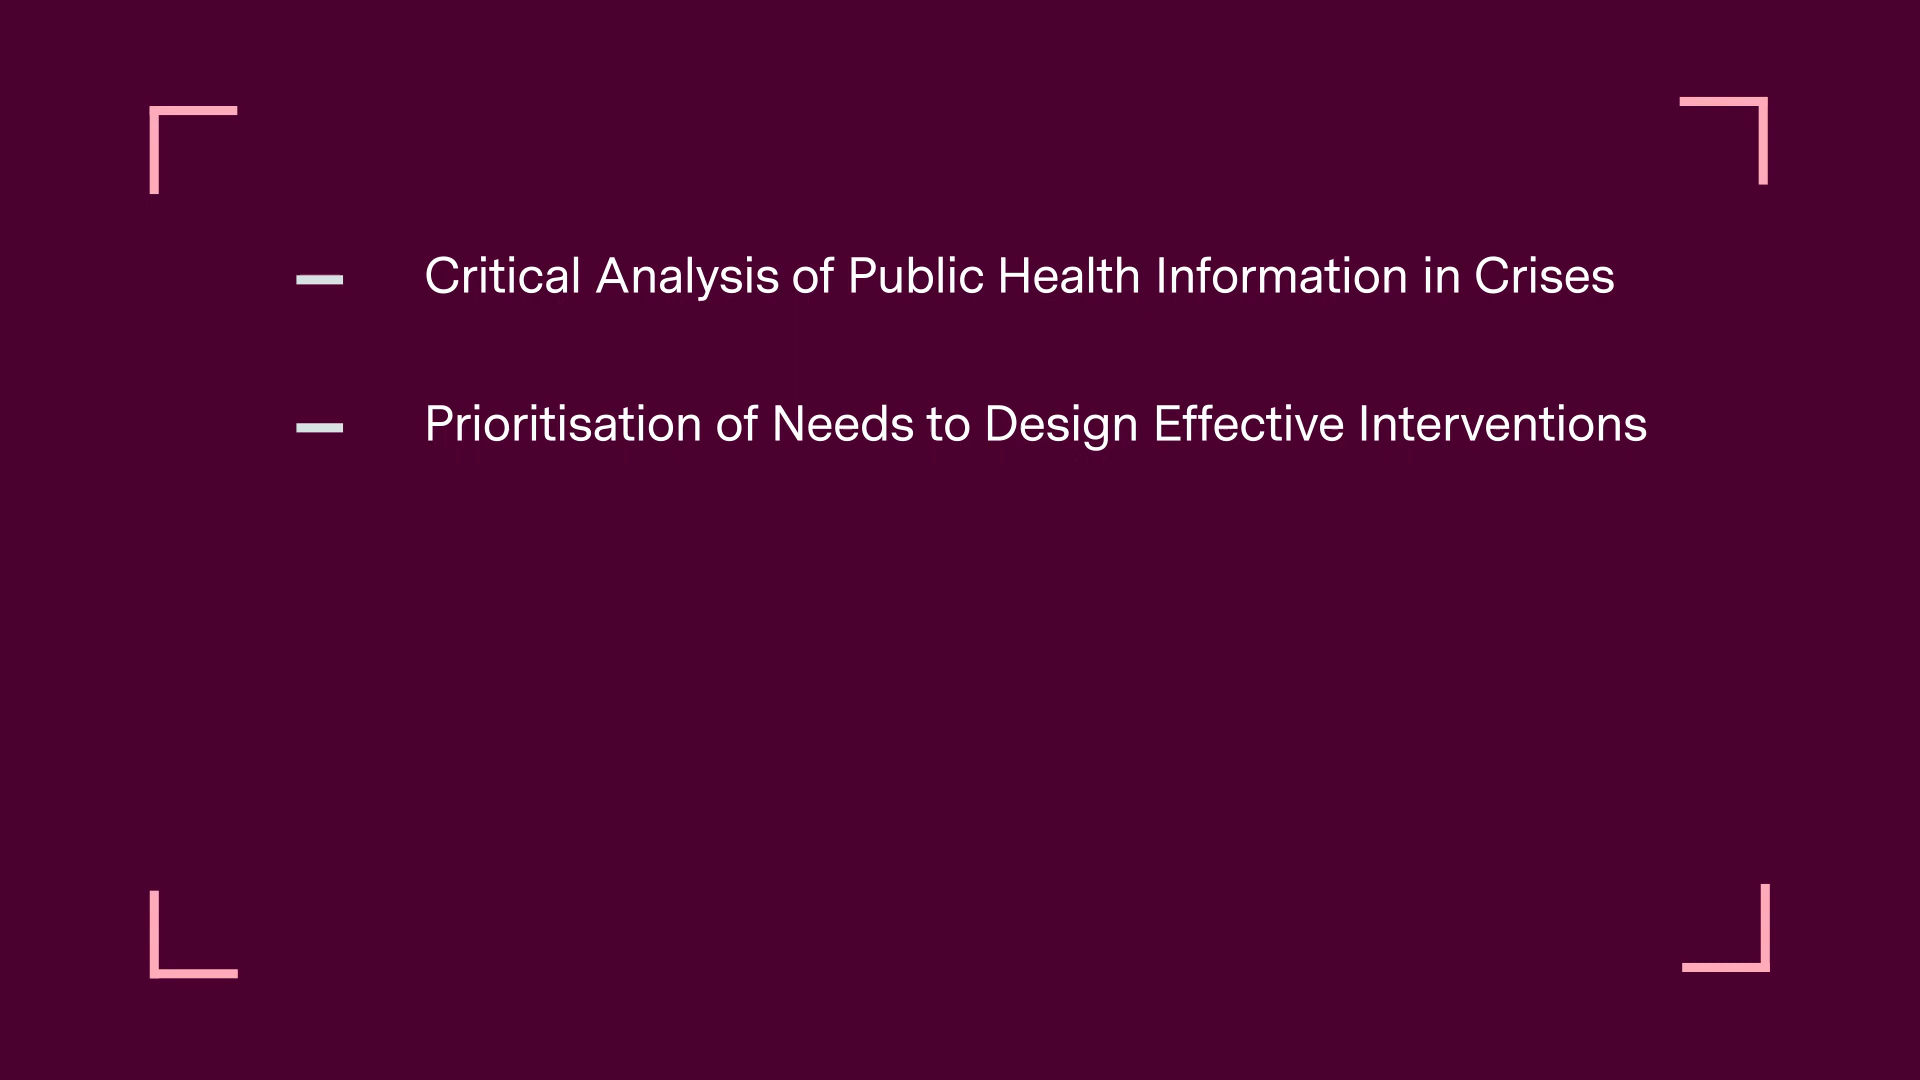 Critical Analysis of Public Health Information in Crises
Prioritisation of Needs to Design Effective Interventions